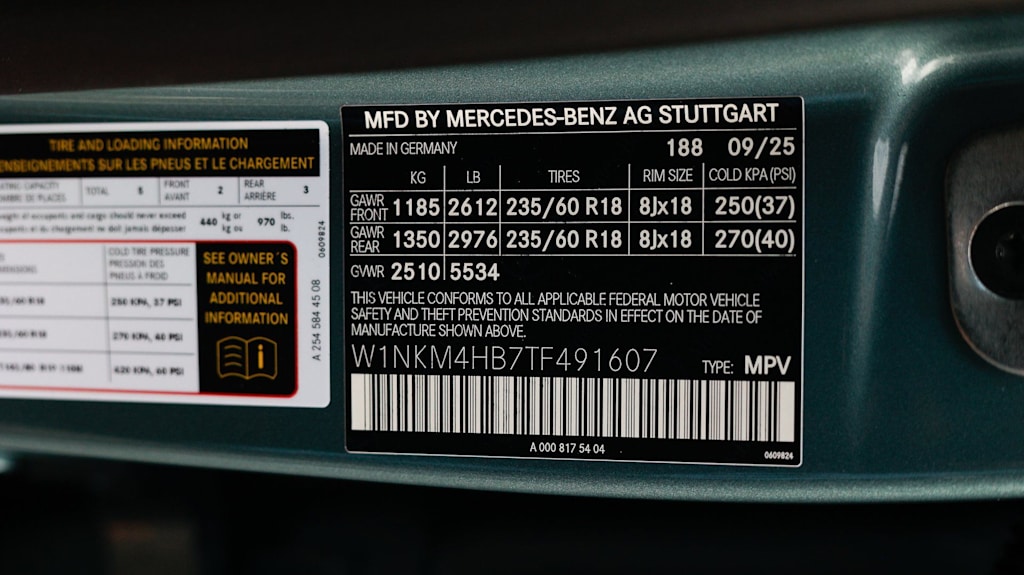 TIRE AND LOADING INFORMATION
ENSEIGNEMENTS SUR LES PNEUS ET LE CHARGEMENT
TOTAL 5 FRONT AVANT 2 REAR ARRIÈRE 3
440 kg or kg ou 970 lbs. lb.
COLD TIRE PRESSURE
PRESSION DES
PNEUS À FROID
250 KPA, 37 PSI
270 KPA, 40 PSI
420 KPA, 60 PSI
SEE OWNER´S
MANUAL FOR
ADDITIONAL
INFORMATION
A 254 584 45 08
0609824
MFD BY MERCEDES-BENZ AG STUTTGART
MADE IN GERMANY 188 09/25
KG LB TIRES RIM SIZE COLD KPA (PSI)
GAWR FRONT 1185 2612 235/60 R18 8Jx18 250(37)
GAWR REAR 1350 2976 235/60 R18 8Jx18 270(40)
GVWR 2510 5534
THIS VEHICLE CONFORMS TO ALL APPLICABLE FEDERAL MOTOR VEHICLE
SAFETY AND THEFT PREVENTION STANDARDS IN EFFECT ON THE DATE OF
MANUFACTURE SHOWN ABOVE.
W1NKM4HB7TF491607 TYPE: MPV
A 000 817 54 04
0609824